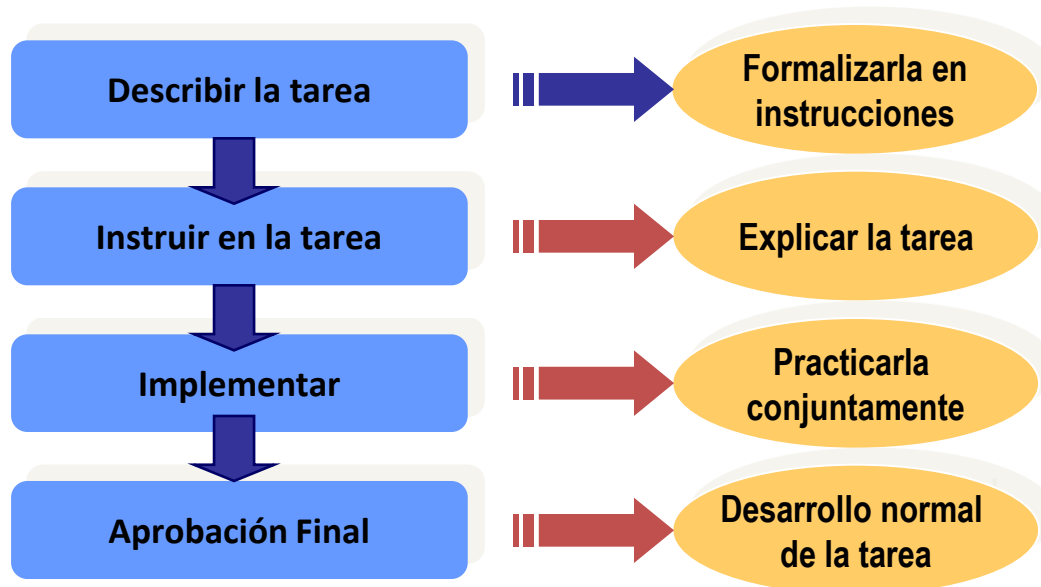 Describir la tarea
Formalizarla en
instrucciones
Instruir en la tarea
Explicar la tarea
Implementar
Practicarla
conjuntamente
Aprobación Final
Desarrollo normal
de la tarea